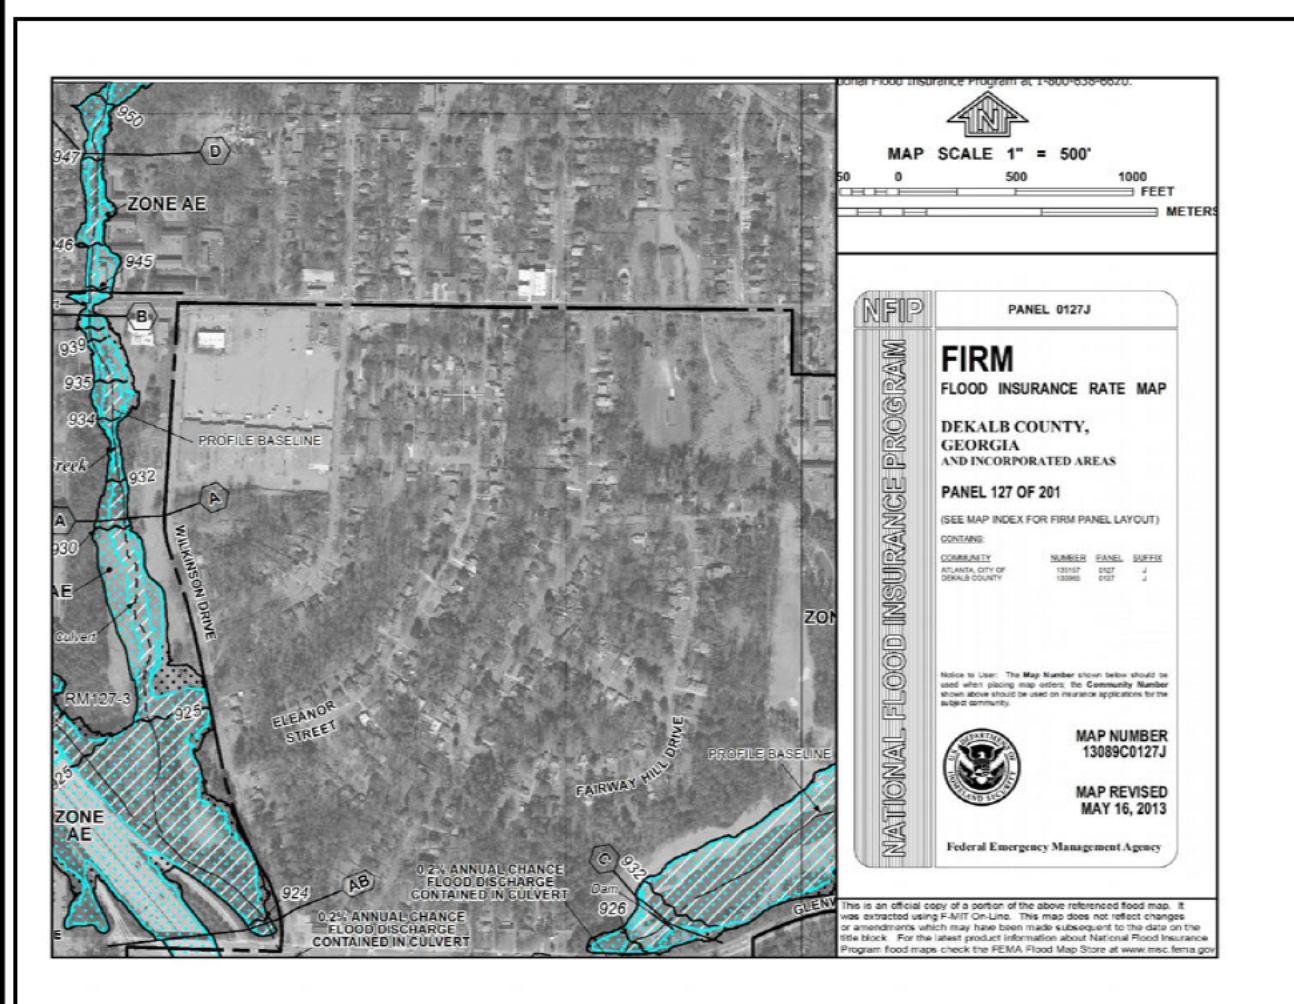 950
D
947
ZONE AE
945
B
939
935
934
PROFILE BASELINE
932
A
A
930
WILKINSON DRIVE
AE
Culvert
RM127-3
925
ELEANOR
STREET
FAIRWAY HILL DRIVE
PROFILE BASELINE
ZONE
AE
924
AB
0.2% ANNUAL CHANCE
FLOOD DISCHARGE
CONTAINED IN CULVERT
0.2% ANNUAL CHANCE
FLOOD DISCHARGE
CONTAINED IN CULVERT
C
932
Dam
926
ional Flood Insurance Program at 1-800-638-6620.
N
MAP SCALE 1" = 500'
0 500 1000
FEET
METERS
NFIP
NATIONAL FLOOD INSURANCE PROGRAM
PANEL 0127J
FIRM
FLOOD INSURANCE RATE MAP
DEKALB COUNTY,
GEORGIA
AND INCORPORATED AREAS
PANEL 127 OF 201
(SEE MAP INDEX FOR FIRM PANEL LAYOUT)
CONTAINS:
COMMUNITY NUMBER PANEL SUFFIX
ATLANTA, CITY OF 135157 0127 J
DEKALB COUNTY 130065 0127 J
Notice to User: The Map Number shown below should be
used when placing map orders; the Community Number
shown above should be used on insurance applications for the
subject community.
U.S. DEPARTMENT OF HOMELAND SECURITY
MAP NUMBER
13089C0127J
MAP REVISED
MAY 16, 2013
Federal Emergency Management Agency
This is an official copy of a portion of the above referenced flood map. It
was extracted using F-MIT On-Line. This map does not reflect changes
or amendments which may have been made subsequent to the date on the
title block. For the latest product information about National Flood Insurance
Program flood maps check the FEMA Flood Map Store at www.msc.fema.gov